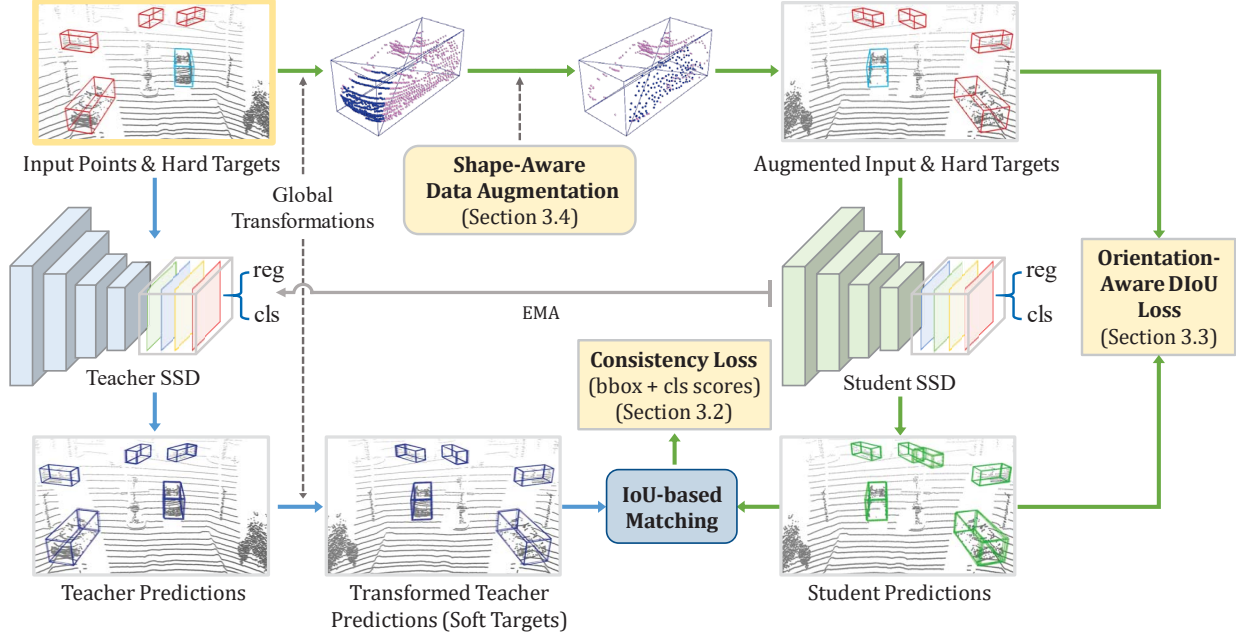 Input Points & Hard Targets
Shape-Aware
Data Augmentation
(Section 3.4)
Augmented Input & Hard Targets
Global
Transformations
reg
cls
Teacher SSD
EMA
reg
cls
Student SSD
Orientation-
Aware DIoU
Loss
(Section 3.3)
Consistency Loss
(bbox + cls scores)
(Section 3.2)
IoU-based
Matching
Teacher Predictions
Transformed Teacher
Predictions (Soft Targets)
Student Predictions